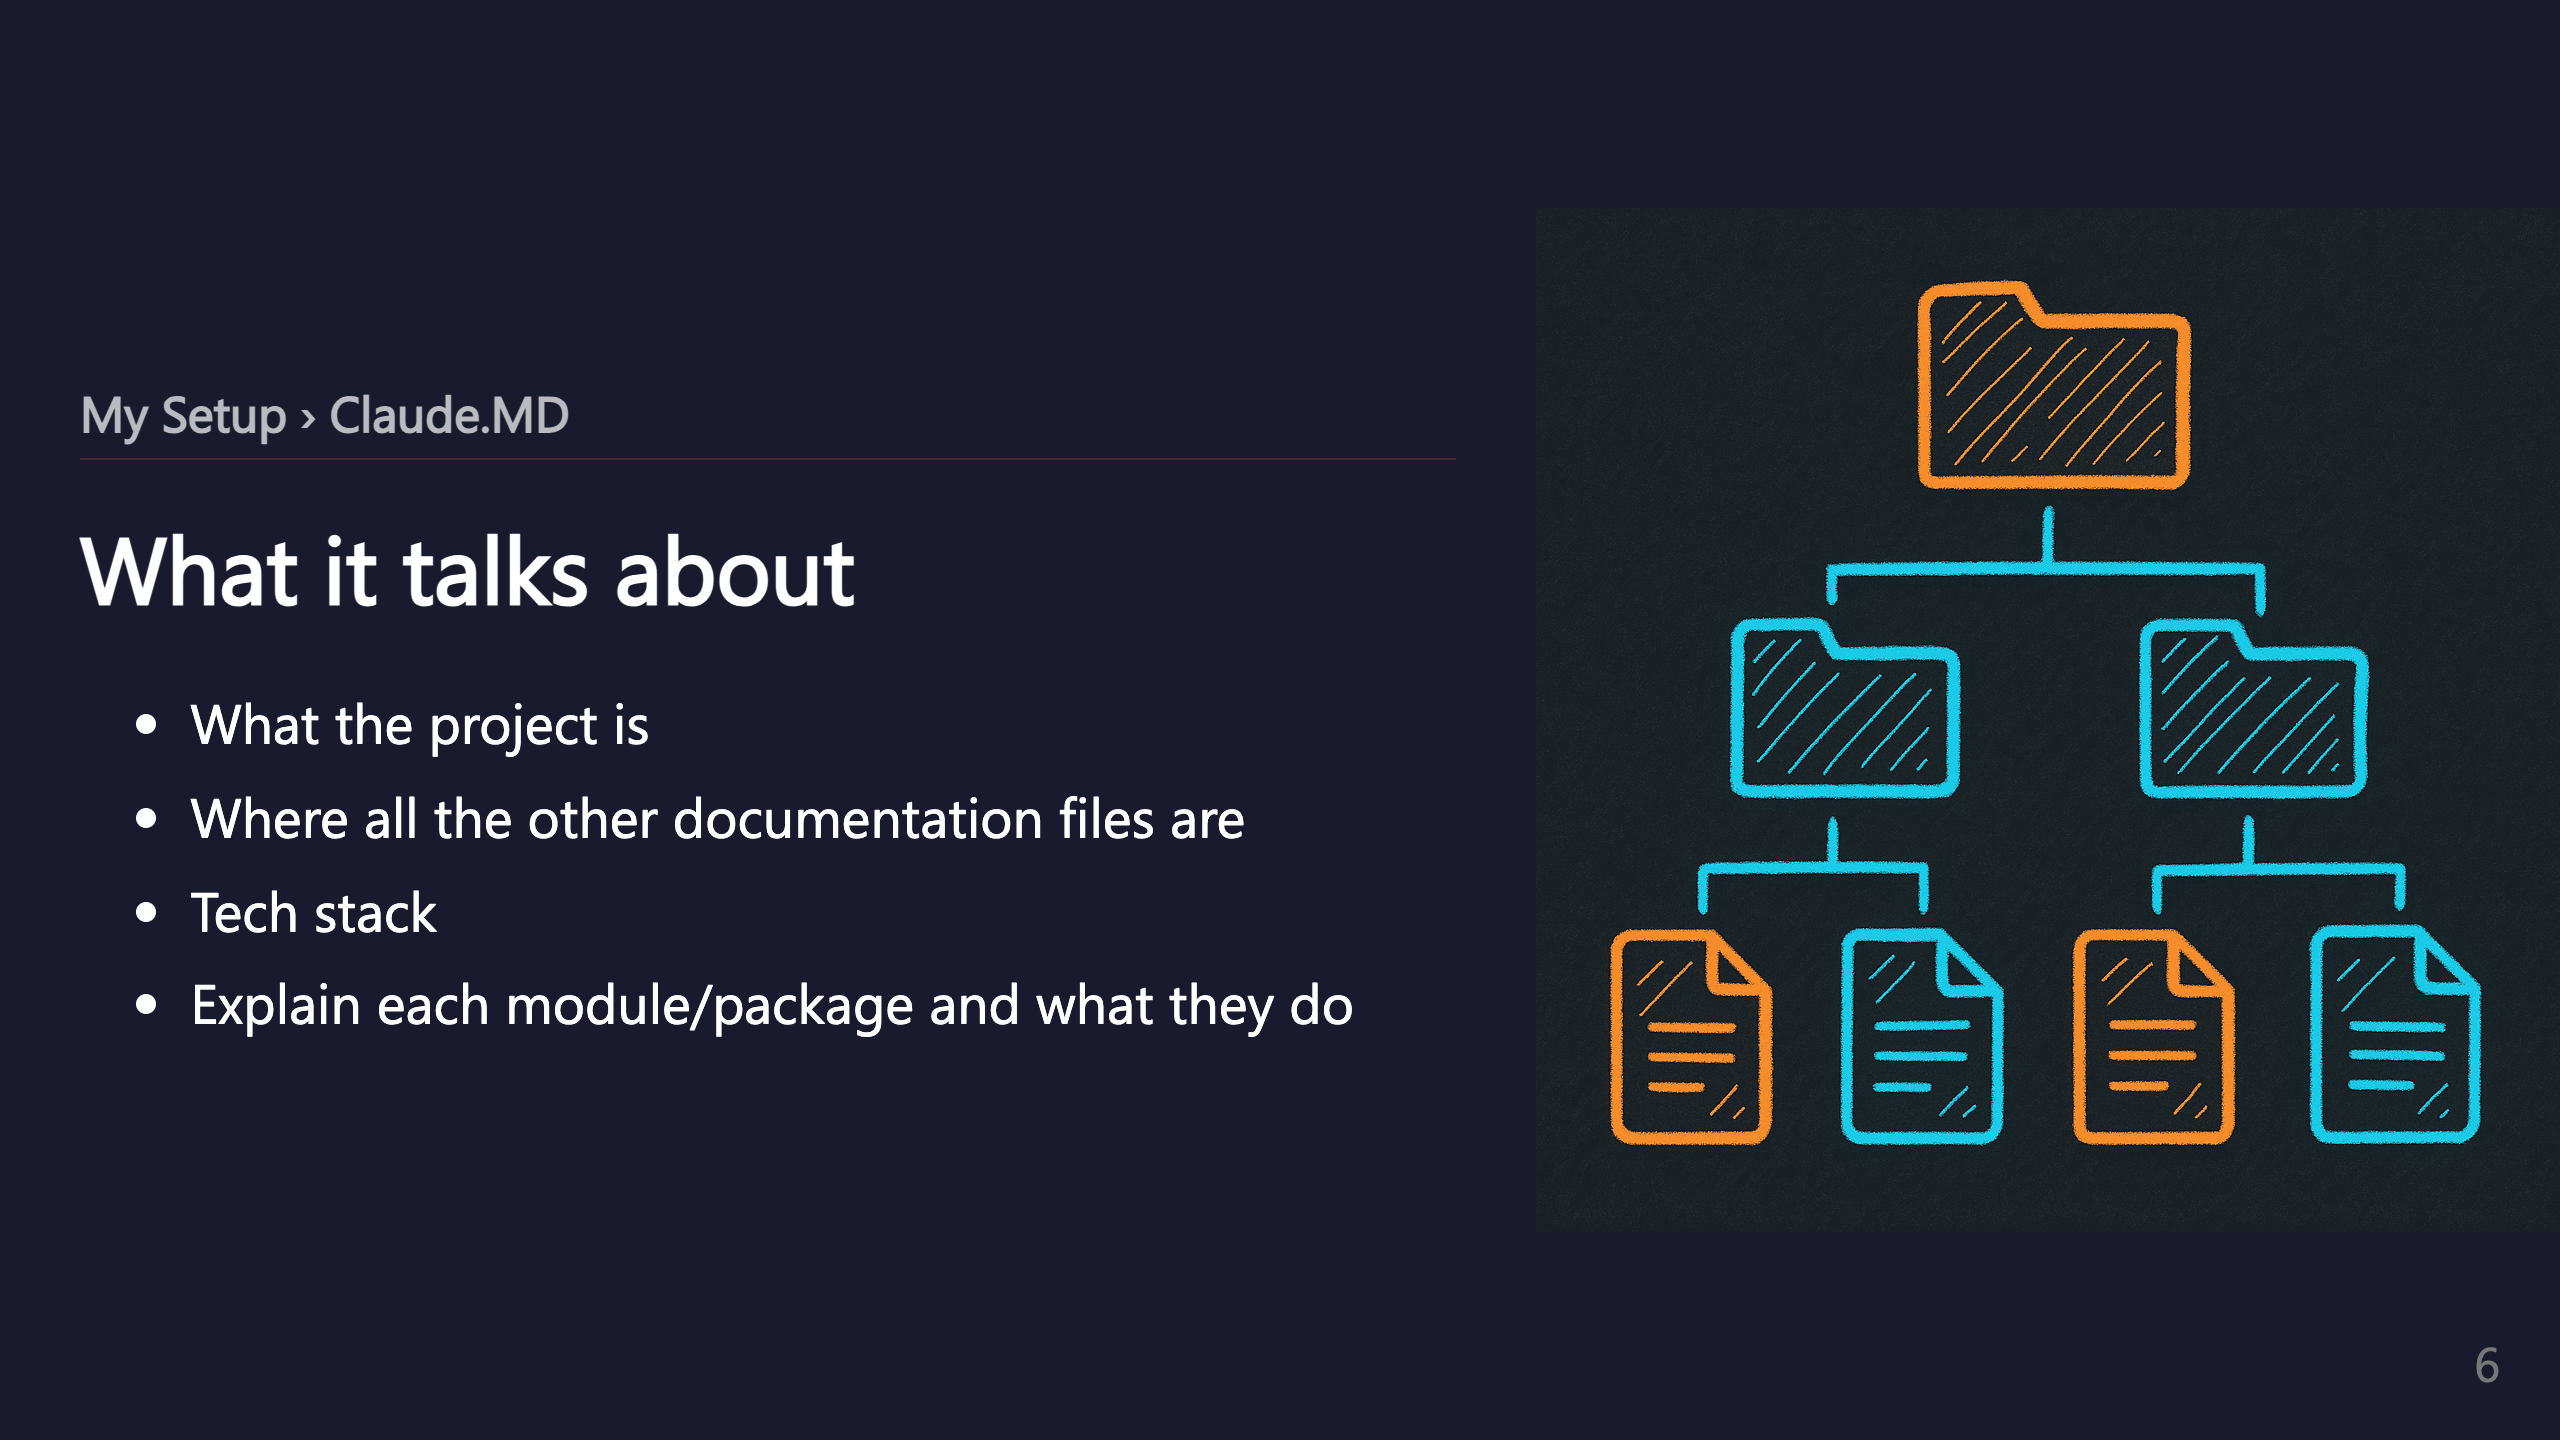 My Setup › Claude.MD
What it talks about
• What the project is
• Where all the other documentation files are
• Tech stack
• Explain each module/package and what they do
6